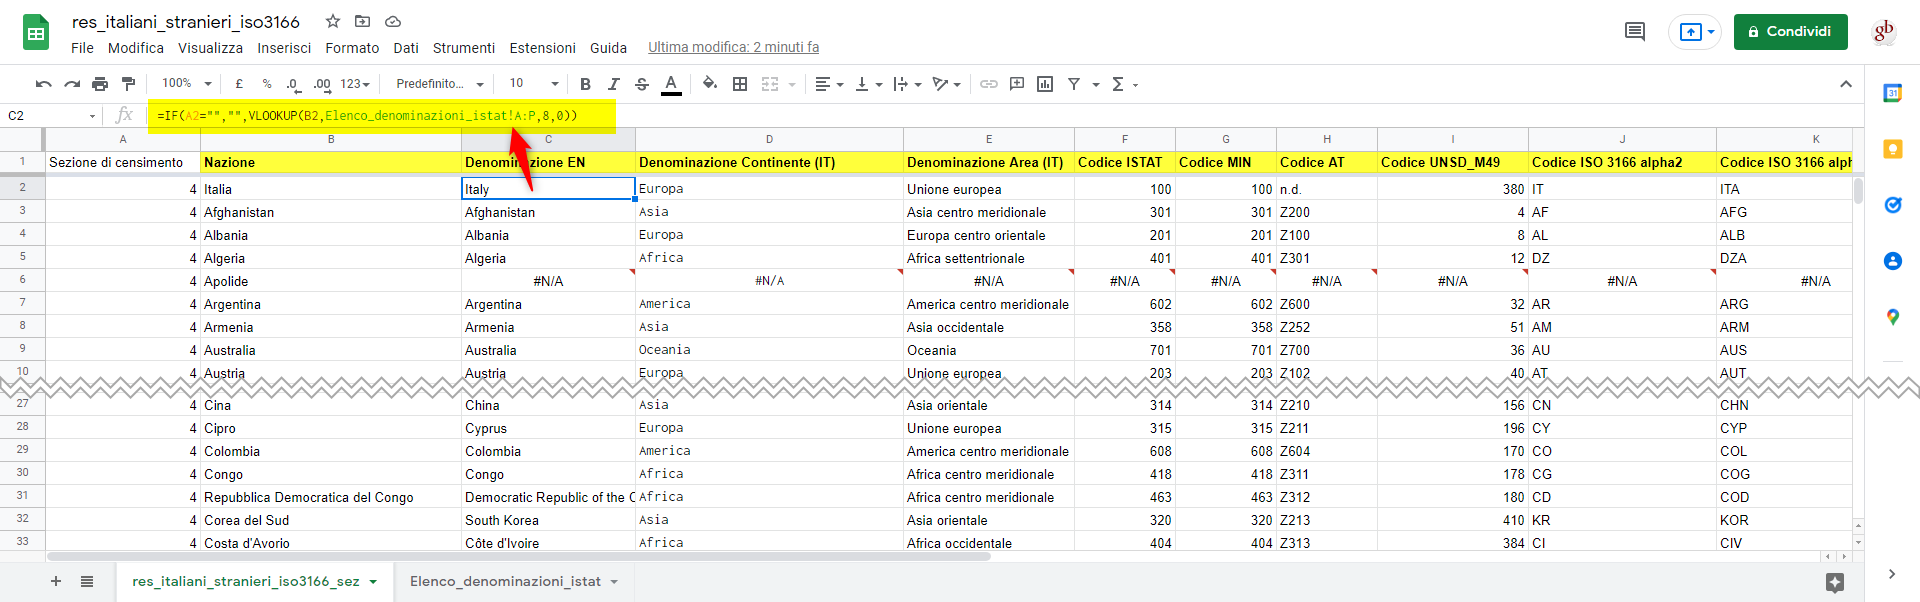 res_italiani_stranieri_iso3166
File Modifica Visualizza Inserisci Formato Dati Strumenti Estensioni Guida Ultima modifica: 2 minuti fa
Condividi
gb
100% £ % .0 .00 123 Predefinito... 10 B I S A Σ
31
C2 fx =IF(A2="","",VLOOKUP(B2,Elenco_denominazioni_istat!A:P,8,0))
A B C D E F G H I J K
1 Sezione di censimento Nazione Denominazione EN Denominazione Continente (IT) Denominazione Area (IT) Codice ISTAT Codice MIN Codice AT Codice UNSD_M49 Codice ISO 3166 alpha2 Codice ISO 3166 alph
2 4 Italia Italy Europa Unione europea 100 100 n.d. 380 IT ITA
3 4 Afghanistan Afghanistan Asia Asia centro meridionale 301 301 Z200 4 AF AFG
4 4 Albania Albania Europa Europa centro orientale 201 201 Z100 8 AL ALB
5 4 Algeria Algeria Africa Africa settentrionale 401 401 Z301 12 DZ DZA
6 4 Apolide #N/A #N/A #N/A #N/A #N/A #N/A #N/A #N/A #N/A
7 4 Argentina Argentina America America centro meridionale 602 602 Z600 32 AR ARG
8 4 Armenia Armenia Asia Asia occidentale 358 358 Z252 51 AM ARM
9 4 Australia Australia Oceania Oceania 701 701 Z700 36 AU AUS
10 4 Austria Austria Europa Unione europea 203 203 Z102 40 AT AUT
27 4 Cina China Asia Asia orientale 314 314 Z210 156 CN CHN
28 4 Cipro Cyprus Europa Unione europea 315 315 Z211 196 CY CYP
29 4 Colombia Colombia America America centro meridionale 608 608 Z604 170 CO COL
30 4 Congo Congo Africa Africa centro meridionale 418 418 Z311 178 CG COG
31 4 Repubblica Democratica del Congo Democratic Republic of the C Africa Africa centro meridionale 463 463 Z312 180 CD COD
32 4 Corea del Sud South Korea Asia Asia orientale 320 320 Z213 410 KR KOR
33 4 Costa d'Avorio Côte d'Ivoire Africa Africa occidentale 404 404 Z313 384 CI CIV
res_italiani_stranieri_iso3166_sez Elenco_denominazioni_istat